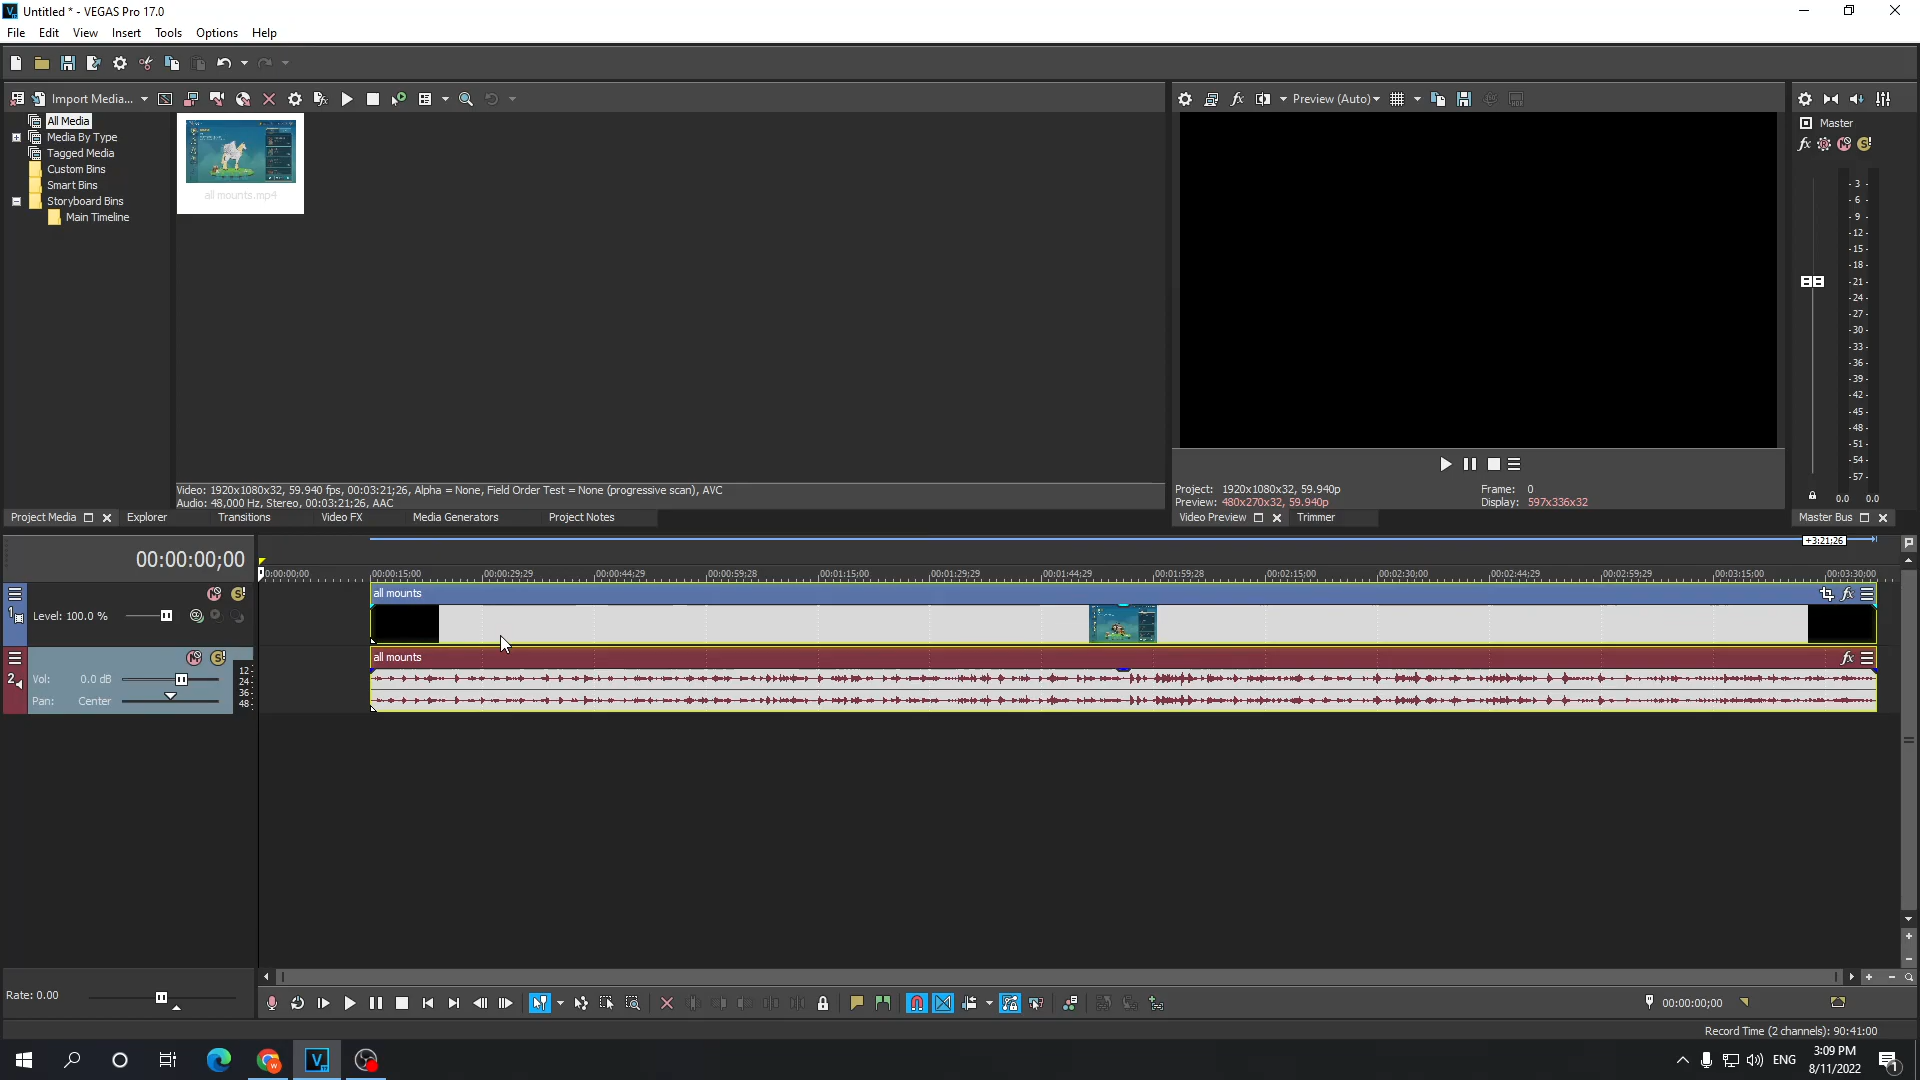 Untitled * - VEGAS Pro 17.0
File Edit View Insert Tools Options Help
Import Media...
Preview (Auto)
All Media
Media By Type
Tagged Media
Custom Bins
Smart Bins
Storyboard Bins
Main Timeline
all mounts.mp4
Master
- 3 -
- 6 -
- 9 -
-12 -
-15 -
-18 -
-21 -
-24 -
-27 -
-30 -
-33 -
-36 -
-39 -
-42 -
-45 -
-48 -
-51 -
-54 -
-57 -
0.0 0.0
Video: 1920x1080x32, 59.940 fps, 00:03:21;26, Alpha = None, Field Order Test = None (progressive scan), AVC
Audio: 48,000 Hz, Stereo, 00:03:21;26, AAC
Project: 1920x1080x32, 59.940p
Frame: 0
Preview: 480x270x32, 59.940p
Display: 597x336x32
Project Media Explorer Transitions Video FX Media Generators Project Notes
Video Preview Trimmer
Master Bus
00:00:00;00
+3:21;26
0:00:00;00 00:00:15;00 00:00:29;29 00:00:44;29 00:00:59;28 00:01:15;00 00:01:29;29 00:01:44;29 00:01:59;28 00:02:15;00 00:02:30;00 00:02:44;29 00:02:59;29 00:03:15;00 00:03:30;00
1
Level: 100.0 %
all mounts
2
Vol: 0.0 dB
Pan: Center
12-
24-
36-
48-
all mounts
Rate: 0.00
00:00:00;00
Record Time (2 channels): 90:41:00
ENG
3:09 PM
8/11/2022
1